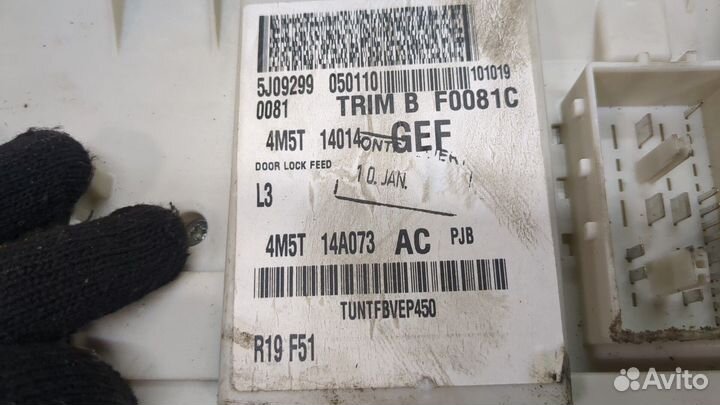 5J09299 050110 101019
0081 TRIM B F0081C
4M5T 14014 GEF
DOOR LOCK FEED
10. JAN.
L3
4M5T 14A073 AC PJB
TUNTFBVEP450
R19 F51
Avito